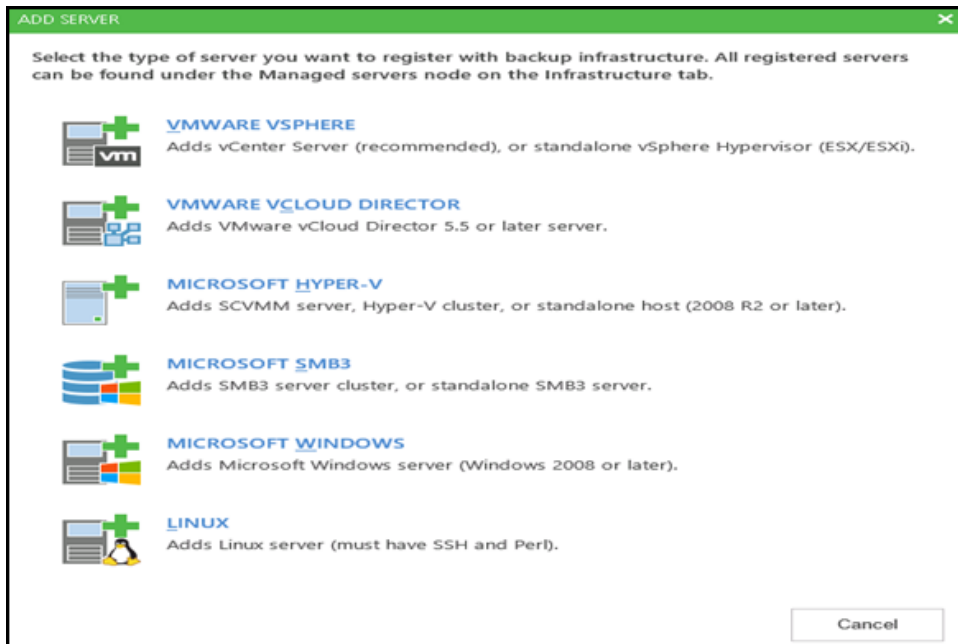 ADD SERVER
Select the type of server you want to register with backup infrastructure. All registered servers
can be found under the Managed servers node on the Infrastructure tab.
VMWARE VSPHERE
Adds vCenter Server (recommended), or standalone vSphere Hypervisor (ESX/ESXi).
vm
VMWARE VCLOUD DIRECTOR
Adds VMware vCloud Director 5.5 or later server.
MICROSOFT HYPER-V
Adds SCVMM server, Hyper-V cluster, or standalone host (2008 R2 or later).
MICROSOFT SMB3
Adds SMB3 server cluster, or standalone SMB3 server.
MICROSOFT WINDOWS
Adds Microsoft Windows server (Windows 2008 or later).
LINUX
Adds Linux server (must have SSH and Perl).
Cancel